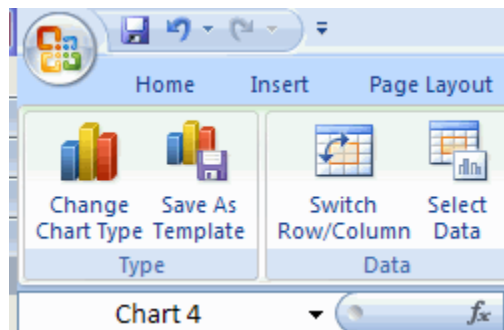 Home Insert Page Layout
Change Chart Type
Save As Template
Switch Row/Column
Select Data
Type Data
Chart 4 fx